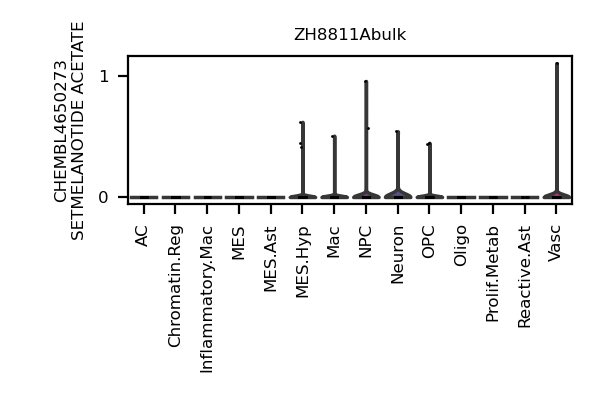 ZH8811Abulk
CHEMBL4650273
SETMELANOTIDE ACETATE
1
0
AC
Chromatin.Reg
Inflammatory.Mac
MES
MES.Ast
MES.Hyp
Mac
NPC
Neuron
OPC
Oligo
Prolif.Metab
Reactive.Ast
Vasc